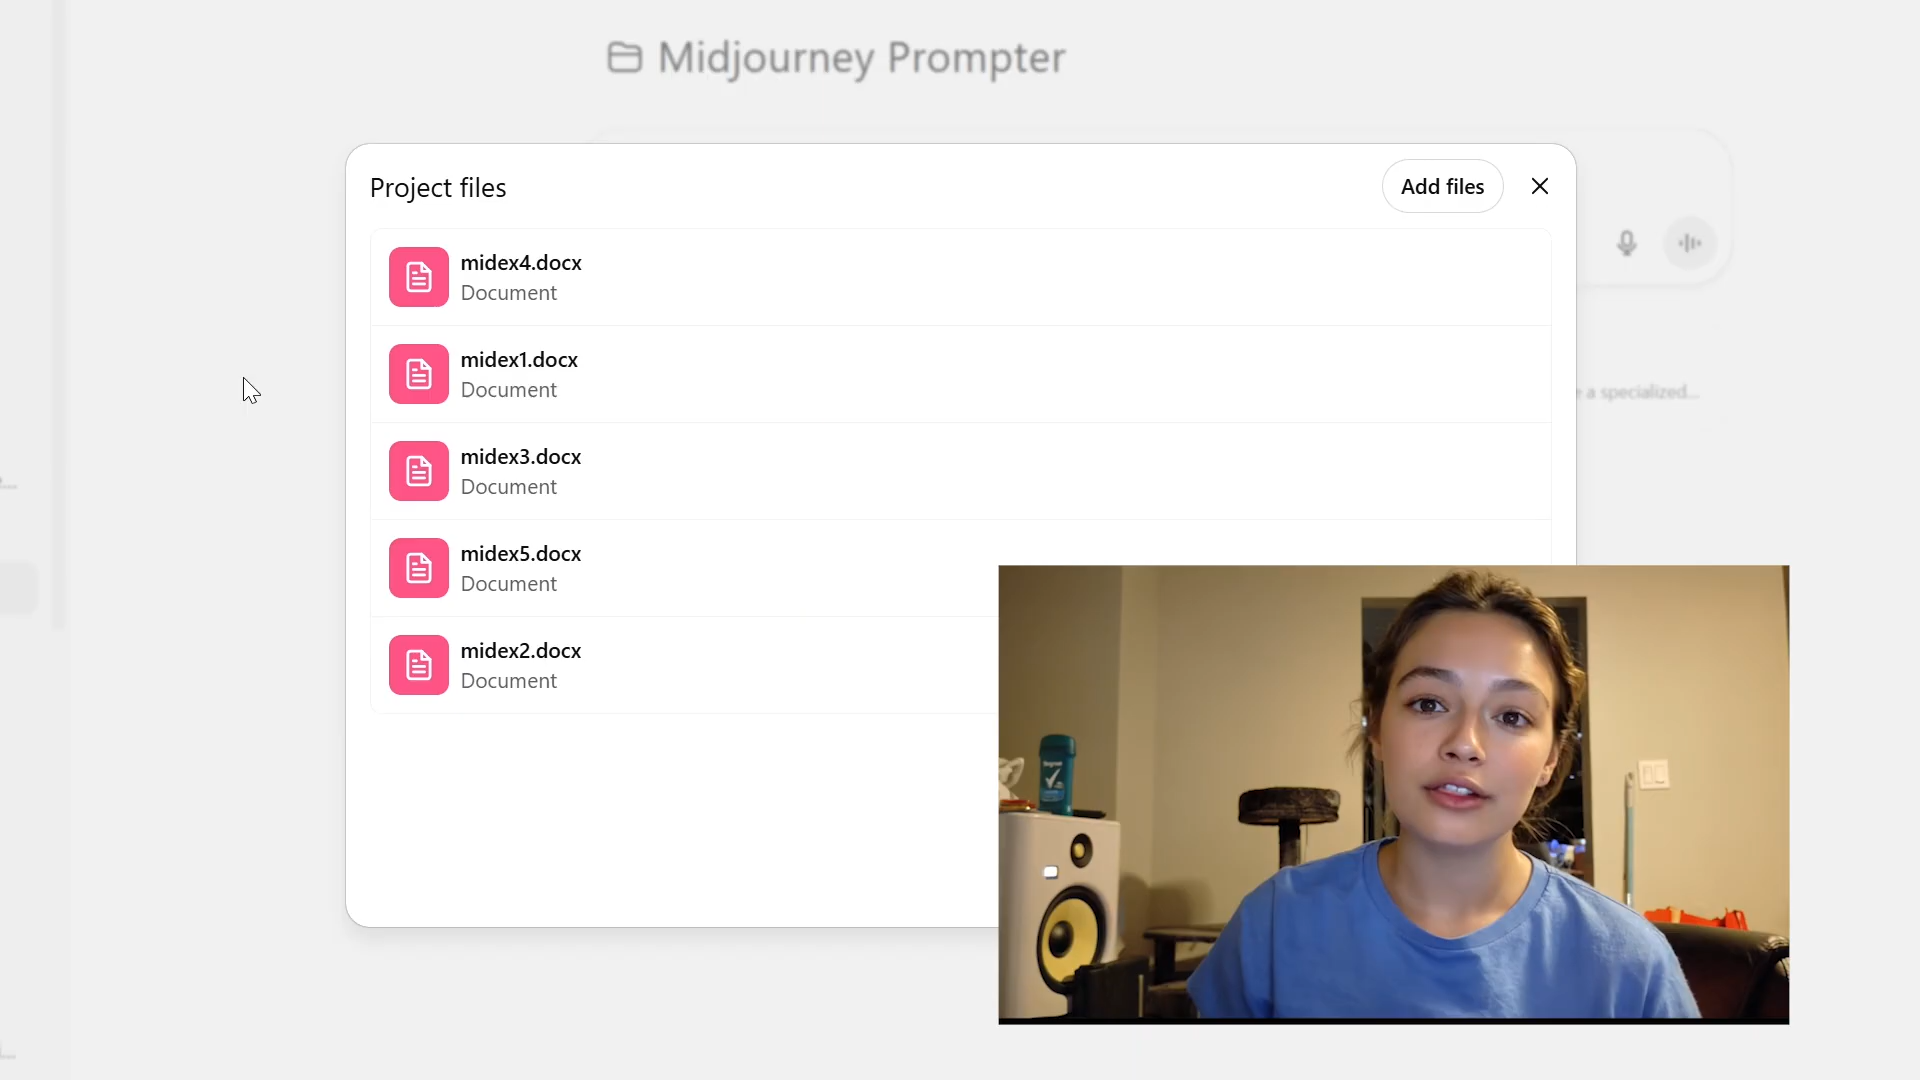 Midjourney Prompter
Project files
Add files
midex4.docx
Document
midex1.docx
Document
e a specialized...
midex3.docx
Document
midex5.docx
Document
midex2.docx
Document